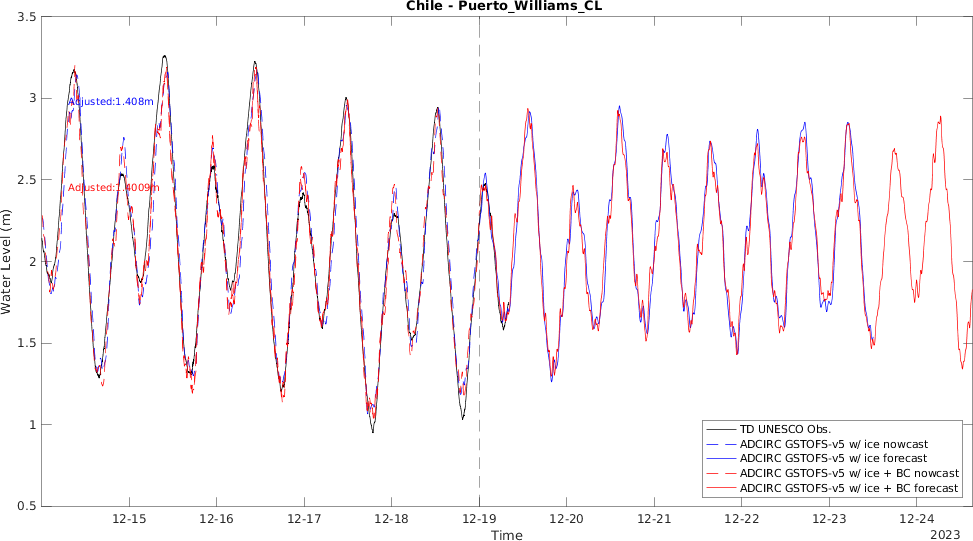 Chile - Puerto_Williams_CL
3.5
3
2.5
2
1.5
1
0.5
Water Level (m)
Adjusted:1.408m
Adjusted:1.4009m
TD UNESCO Obs.
ADCIRC GSTOFS-v5 w/ ice nowcast
ADCIRC GSTOFS-v5 w/ ice forecast
ADCIRC GSTOFS-v5 w/ ice + BC nowcast
ADCIRC GSTOFS-v5 w/ ice + BC forecast
12-15 12-16 12-17 12-18 12-19 12-20 12-21 12-22 12-23 12-24
Time
2023